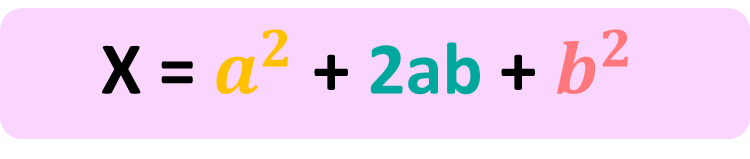 X = a² + 2ab + b²